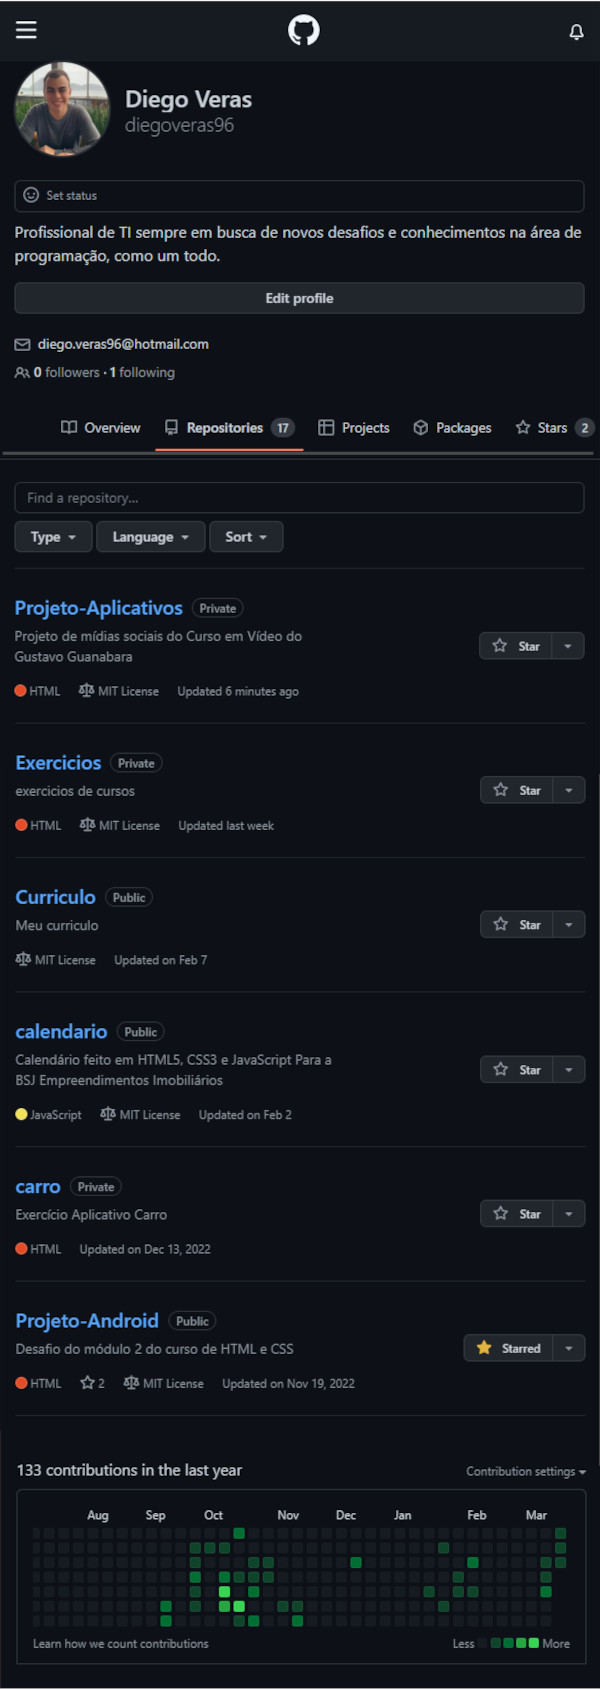 Diego Veras
diegoveras96
Set status
Profissional de TI sempre em busca de novos desafios e conhecimentos na área de
programação, como um todo.
Edit profile
diego.veras96@hotmail.com
0 followers · 1 following
Overview Repositories 17 Projects Packages Stars 2
Find a repository...
Type Language Sort
Projeto-Aplicativos Private
Projeto de mídias sociais do Curso em Vídeo do
Gustavo Guanabara
Star
HTML MIT License Updated 6 minutes ago
Exercicios Private
exercicios de cursos
Star
HTML MIT License Updated last week
Curriculo Public
Meu curriculo
Star
MIT License Updated on Feb 7
calendario Public
Calendário feito em HTML5, CSS3 e JavaScript Para a
BSJ Empreendimentos Imobiliários
Star
JavaScript MIT License Updated on Feb 2
carro Private
Exercício Aplicativo Carro
Star
HTML Updated on Dec 13, 2022
Projeto-Android Public
Desafio do módulo 2 do curso de HTML e CSS
Starred
HTML 2 MIT License Updated on Nov 19, 2022
133 contributions in the last year
Contribution settings
Aug Sep Oct Nov Dec Jan Feb Mar
Learn how we count contributions
Less More